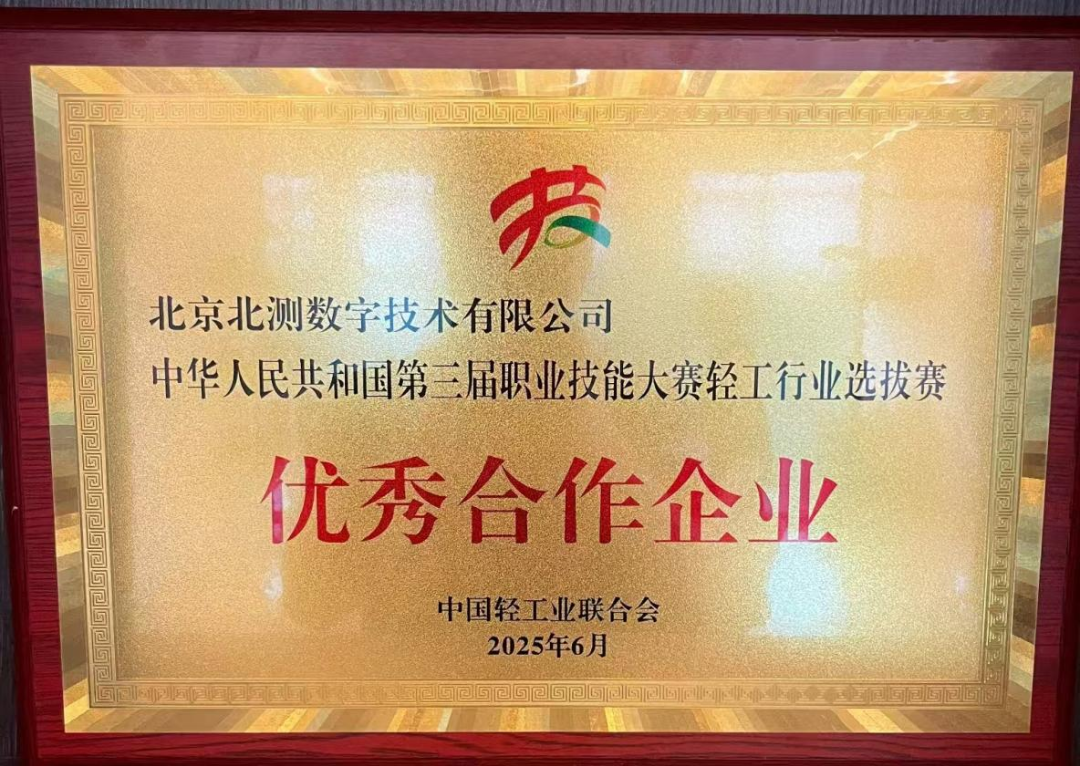 北京北测数字技术有限公司
中华人民共和国第三届职业技能大赛轻工行业选拔赛
优秀合作企业
中国轻工业联合会
2025年6月